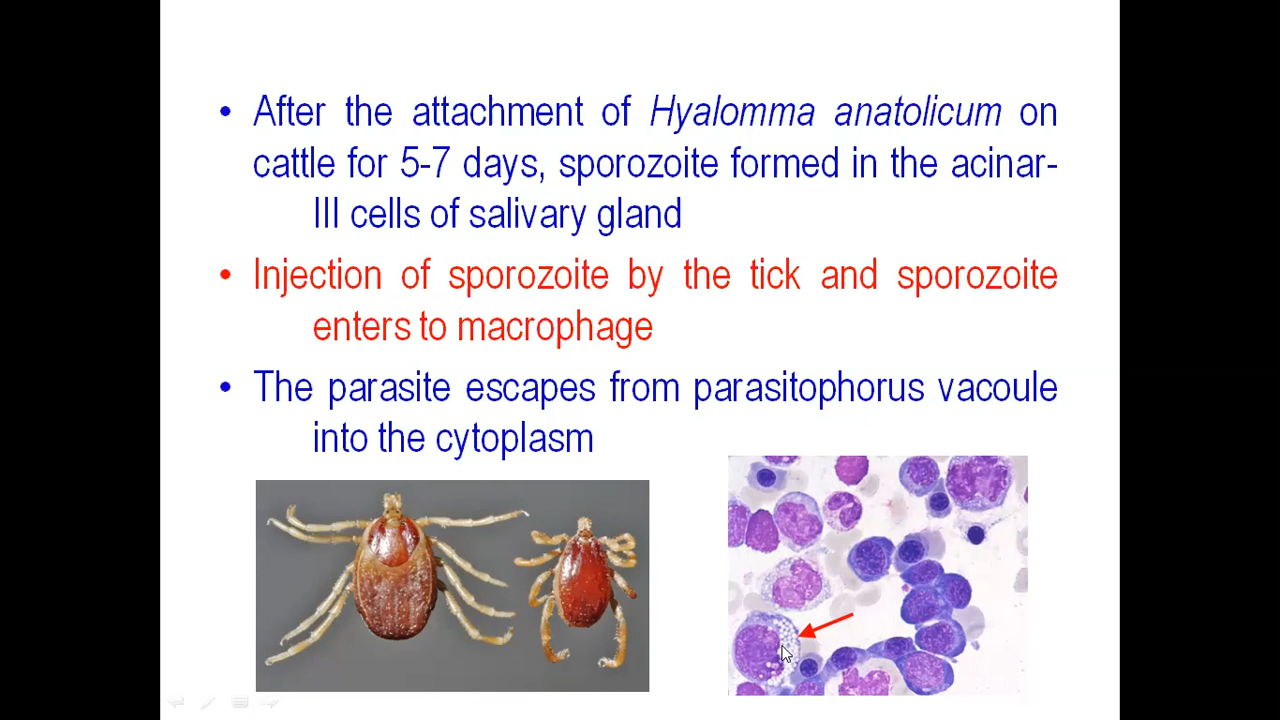 • After the attachment of Hyalomma anatolicum on
cattle for 5-7 days, sporozoite formed in the acinar-
III cells of salivary gland
• Injection of sporozoite by the tick and sporozoite
enters to macrophage
• The parasite escapes from parasitophorus vacoule
into the cytoplasm